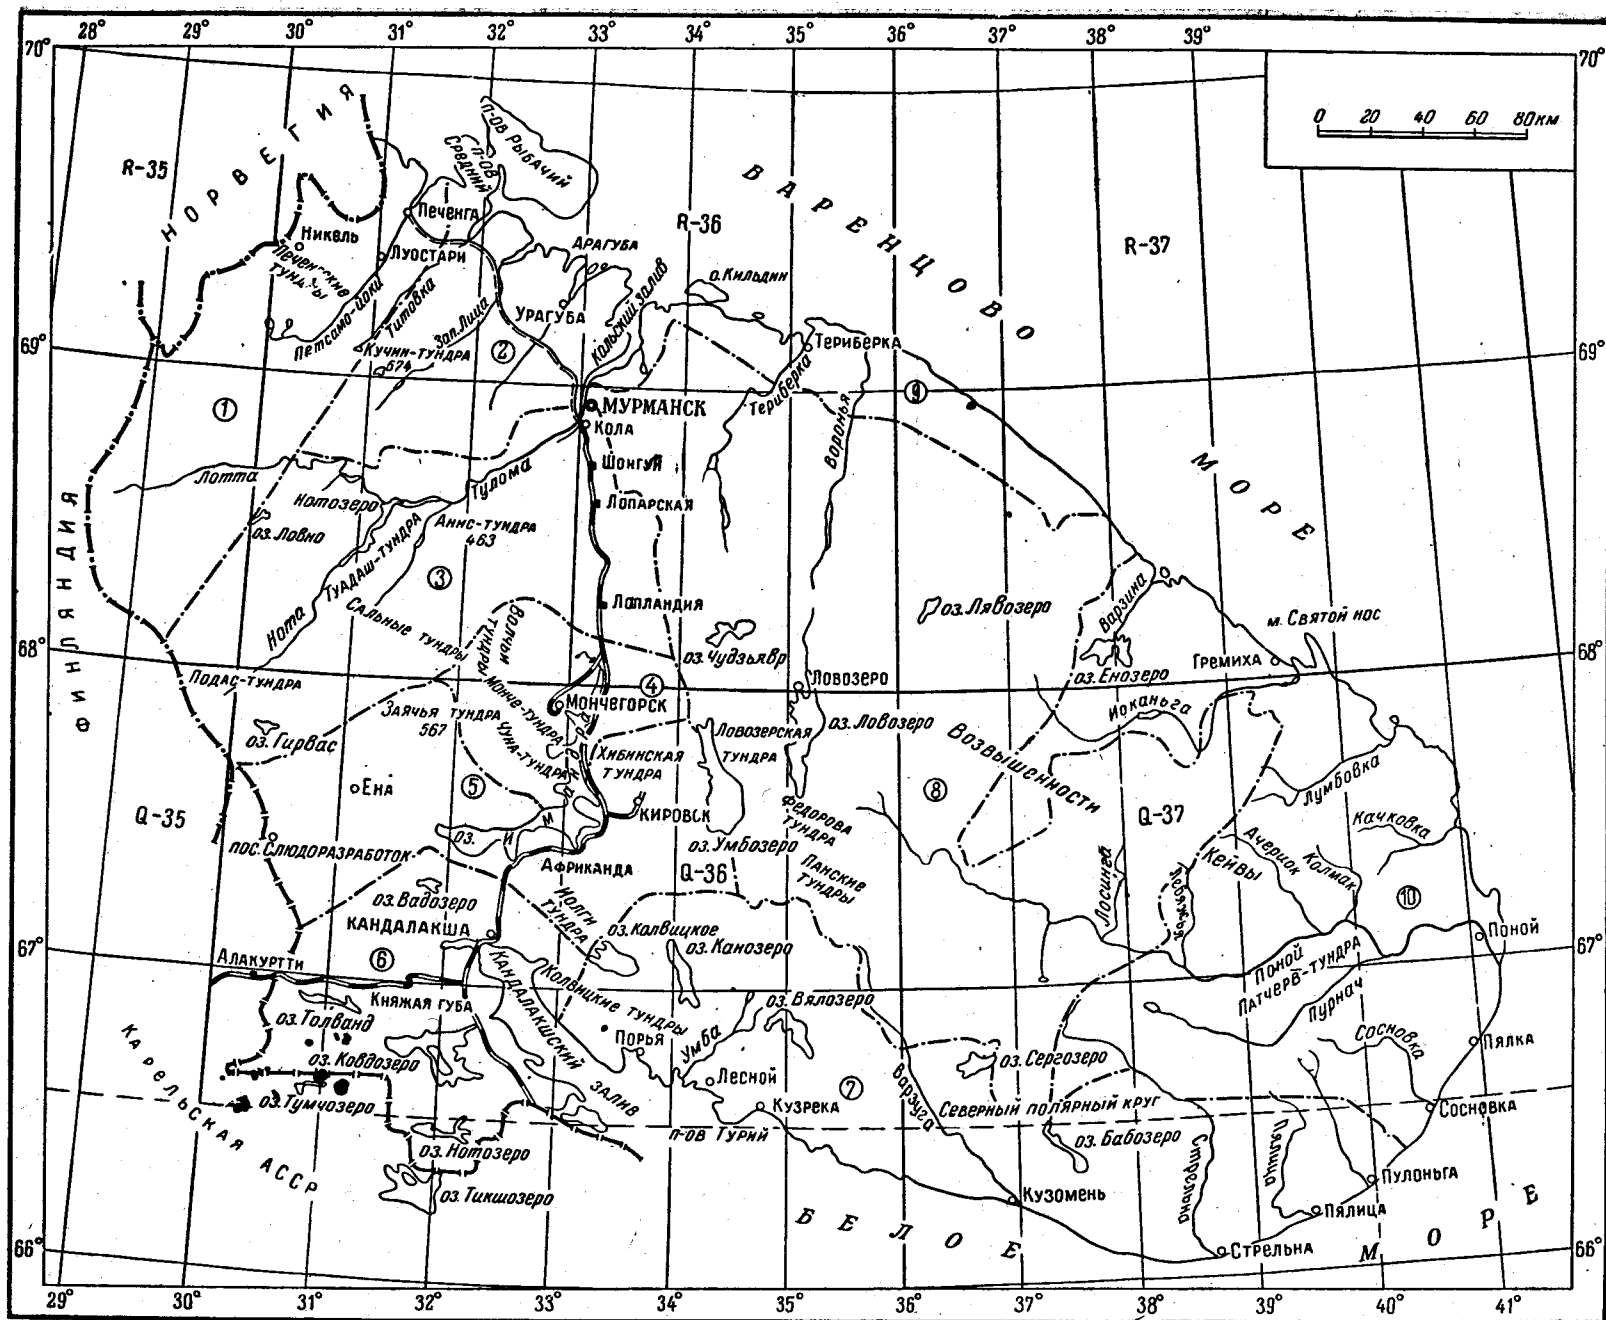 28° 29° 30° 31° 32° 33° 34° 35° 36° 37° 38° 39°
70° 70°
0 20 40 60 80км
НОРВЕГИЯ
R-35
п-ов РЫБАЧИЙ
п-ов СРЕДНИЙ
БАРЕНЦОВО
МОРЕ
R-36
R-37
ПЕЧЕНГА
Никель
ЛУОСТАРИ
Печенгские
ТУНДРЫ
АРАГУБА
о.Кильдин
Петсамо-йоки
Титовка
Зап.Лица
УРАГУБА
Кольский залив
69° 69°
КУЧИН-ТУНДРА
674
②
ТЕРИБЕРКА
Териберка
①
МУРМАНСК
⑨
КОЛА
Воронья
ШОНГУЙ
Лотта
Тулома
Нотозеро
ЛОПАРСКАЯ
оз.Ловно
Аннс-тундра
463
ФИНЛЯНДИЯ
ТУАДАШ-ТУНДРА
③
Нота
САЛЬНЫЕ ТУНДРЫ
Волчьи
ТУНДРЫ
ЛАПЛАНДИЯ
оз.Лявозеро
Варзина
м.Святой нос
68° 68°
оз.Чудзьявр
ГРЕМИХА
оз.Енозеро
ПОДАС-ТУНДРА
④
ЛОВОЗЕРО
МОНЧЕ-ТУНДРА
МОНЧЕГОРСК
ЗАЯЧЬЯ ТУНДРА
567
ЧУНА-ТУНДРА
Иоканьга
оз.Ловозеро
оз.Гирвас
ЛОВОЗЕРСКАЯ
ТУНДРА
ХИБИНСКАЯ
ТУНДРА
Возвышенности
Ена
⑤
⑧
Лумбовка
Q-35
КИРОВСК
ФЕДОРОВА
ТУНДРА
Q-37
Качковка
оз. ИМАНДРА
пос.Слюдоразработок
оз.Умбозеро
АФРИКАНДА
Q-36
ПАНСКИЕ
ТУНДРЫ
Ачериок
Кейвы
Колмак
Лосинга
Лебяжья
⑩
оз.Вадозеро
НОЛГИ
ТУНДРА
КАНДАЛАКША
оз.Колвицкое
оз.Канозеро
Поной
67° 67°
АЛАКУРТТИ
⑥
Поной
ПАТЧЕРВ-ТУНДРА
КНЯЖАЯ ГУБА
КОЛВИЦКИЕ ТУНДРЫ
оз.Вялозеро
Пурнач
оз.Толванд
КАНДАЛАКШСКИЙ
ЗАЛИВ
ПОРЬЯ
Умба
Сосновка
Пялка
оз.Ковдозеро
оз.Сергозеро
КАРЕЛЬСКАЯ АССР
оз.Тумчозеро
ЛЕСНОЙ
⑦
КУЗРЕКА
Варзуга
СЕВЕРНЫЙ ПОЛЯРНЫЙ КРУГ
СОСНОВКА
п-ов ТУРИЙ
оз.Бабозеро
оз.Нотозеро
Стрельна
Пялица
ПУЛОНЬГА
оз.Тикшозеро
КУЗОМЕНЬ
ПЯЛИЦА
БЕЛОЕ
МОРЕ
СТРЕЛЬНА
66° 66°
29° 30° 31° 32° 33° 34° 35° 36° 37° 38° 39° 40° 41°